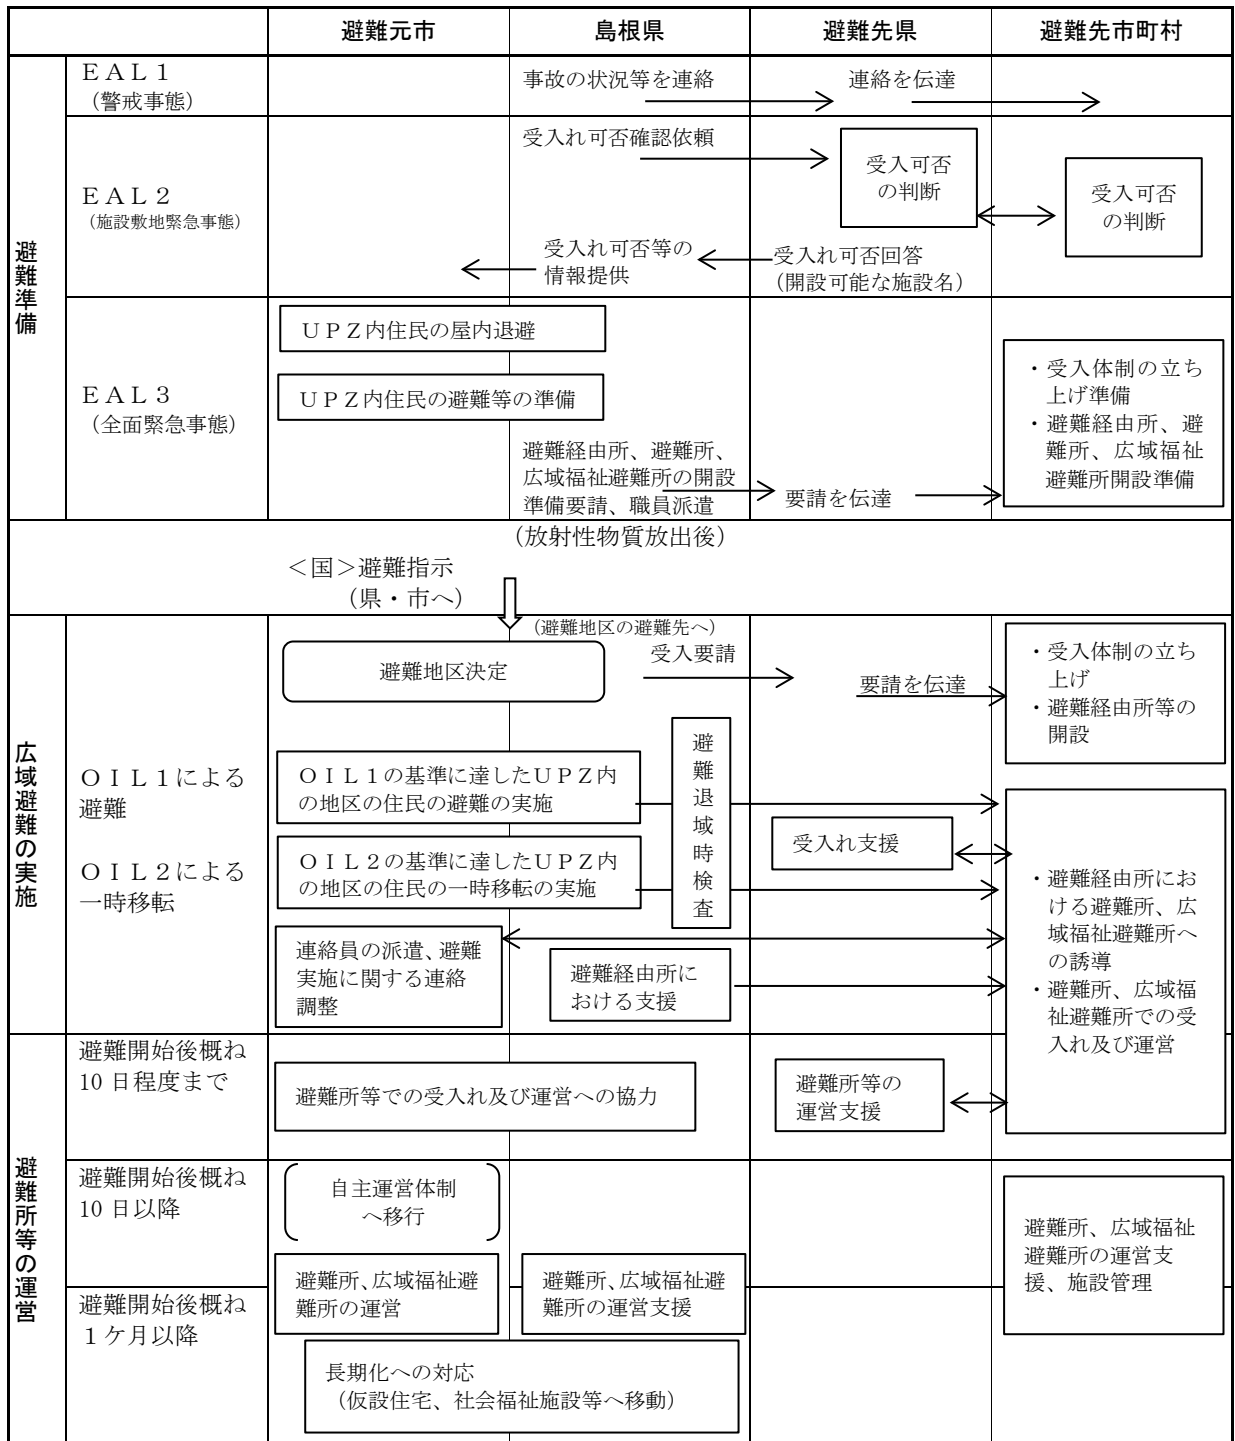 避難元市
島根県
避難先県
避難先市町村
避難準備
ＥＡＬ１
（警戒事態）
事故の状況等を連絡
連絡を伝達
ＥＡＬ２
（施設敷地緊急事態）
受入れ可否確認依頼
受入可否
の判断
受入可否
の判断
受入れ可否等の
情報提供
受入れ可否回答
（開設可能な施設名）
ＥＡＬ３
（全面緊急事態）
ＵＰＺ内住民の屋内退避
ＵＰＺ内住民の避難等の準備
避難経由所、避難所、
広域福祉避難所の開設
準備要請、職員派遣
要請を伝達
・受入体制の立ち
上げ準備
・避難経由所、避
難所、広域福祉
避難所開設準備
（放射性物質放出後）
＜国＞避難指示
（県・市へ）
広域避難の実施
ＯＩＬ１による
避難
ＯＩＬ２による
一時移転
避難地区決定
（避難地区の避難先へ）
受入要請
要請を伝達
・受入体制の立ち
上げ
・避難経由所等の
開設
ＯＩＬ１の基準に達したＵＰＺ内
の地区の住民の避難の実施
ＯＩＬ２の基準に達したＵＰＺ内
の地区の住民の一時移転の実施
避難退域時検査
受入れ支援
連絡員の派遣、避難
実施に関する連絡
調整
避難経由所に
おける支援
・避難経由所にお
ける避難所、広
域福祉避難所へ
の誘導
・避難所、広域福
祉避難所での受
入れ及び運営
避難所等の運営
避難開始後概ね
10 日程度まで
避難所等での受入れ及び運営への協力
避難所等の
運営支援
避難開始後概ね
10 日以降
自主運営体制
へ移行
避難所、広域福祉
避難所の運営支
援、施設管理
避難所、広域福祉避
難所の運営
避難所、広域福祉避
難所の運営支援
避難開始後概ね
１ケ月以降
長期化への対応
（仮設住宅、社会福祉施設等へ移動）